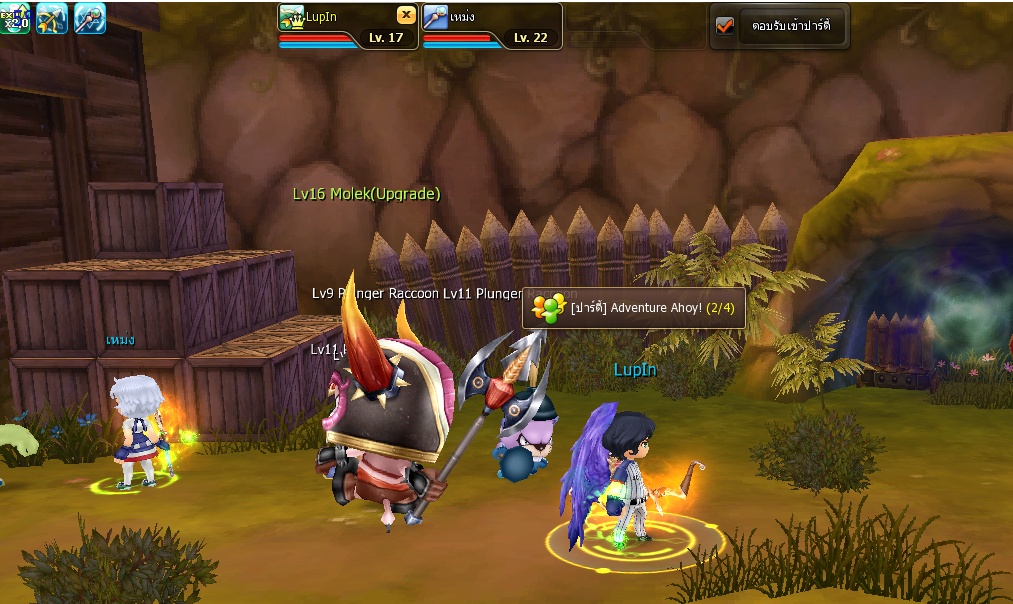 EXP
x2.0
LupIn
Lv. 17
เหม่ง
Lv. 22
ตอบรับเข้าปาร์ตี้
Lv16 Molek(Upgrade)
Lv9 Plunger Raccoon Lv11 Plunger Raccoon
[ปาร์ตี้] Adventure Ahoy! (2/4)
เหม่ง
Lv11
LupIn